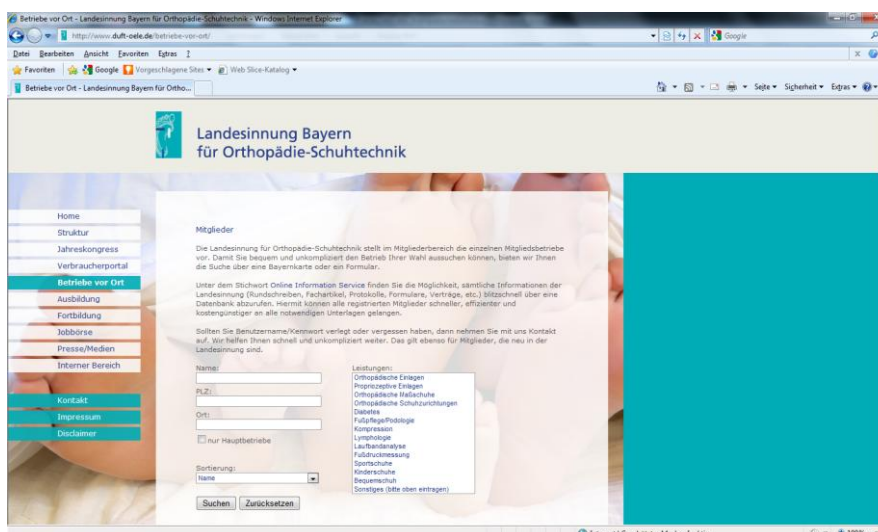 Betriebe vor Ort - Landesinnung Bayern für Orthopädie-Schuhtechnik - Windows Internet Explorer
http://www.duft-oele.de/betriebe-vor-ort/
Google
Datei Bearbeiten Ansicht Favoriten Extras ?
Favoriten Google Vorgeschlagene Sites Web Slice-Katalog
Betriebe vor Ort - Landesinnung Bayern für Ortho...
Seite Sicherheit Extras
Landesinnung Bayern
für Orthopädie-Schuhtechnik
Home
Struktur
Jahreskongress
Verbraucherportal
Betriebe vor Ort
Ausbildung
Fortbildung
Jobbörse
Presse/Medien
Interner Bereich
Kontakt
Impressum
Disclaimer
Mitglieder
Die Landesinnung für Orthopädie-Schuhtechnik stellt im Mitgliederbereich die einzelnen Mitgliedsbetriebe
vor. Damit Sie bequem und unkompliziert den Betrieb Ihrer Wahl aussuchen können, bieten wir Ihnen
die Suche über eine Bayernkarte oder ein Formular.
Unter dem Stichwort Online Information Service finden Sie die Möglichkeit, sämtliche Informationen der
Landesinnung (Rundschreiben, Fachartikel, Protokolle, Formulare, Verträge, etc.) blitzschnell über eine
Datenbank abzurufen. Hiermit können alle registrierten Mitglieder schneller, effizienter und
kostengünstiger an alle notwendigen Unterlagen gelangen.
Sollten Sie Benutzername/Kennwort verlegt oder vergessen haben, dann nehmen Sie mit uns Kontakt
auf. Wir helfen Ihnen schnell und unkompliziert weiter. Das gilt ebenso für Mitglieder, die neu in der
Landesinnung sind.
Name:
PLZ:
Ort:
nur Hauptbetriebe
Sortierung:
Name
Suchen Zurücksetzen
Leistungen:
Orthopädische Einlagen
Propriozeptive Einlagen
Orthopädische Maßschuhe
Orthopädische Schuhzurichtungen
Diabetes
Fußpflege/Podologie
Kompression
Lymphologie
Laufbandanalyse
Fußdruckmessung
Sportschuhe
Kinderschuhe
Bequemschuh
Sonstiges (bitte oben eintragen)